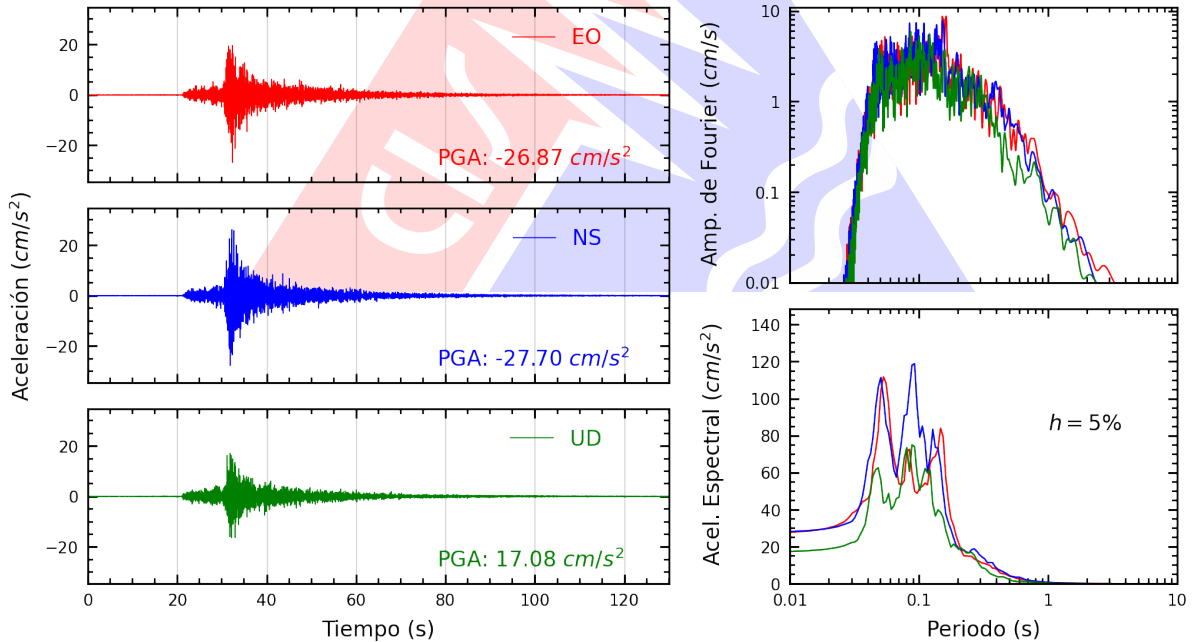 Aceleración (cm/s²)
20
0
−20
EO
PGA: -26.87 cm/s²
20
0
−20
NS
PGA: -27.70 cm/s²
20
0
−20
UD
PGA: 17.08 cm/s²
0 20 40 60 80 100 120
Tiempo (s)
Amp. de Fourier (cm/s)
10
1
0.1
0.01
Acel. Espectral (cm/s²)
140
120
100
80
60
40
20
0
h = 5%
0.01 0.1 1 10
Periodo (s)
CISMID